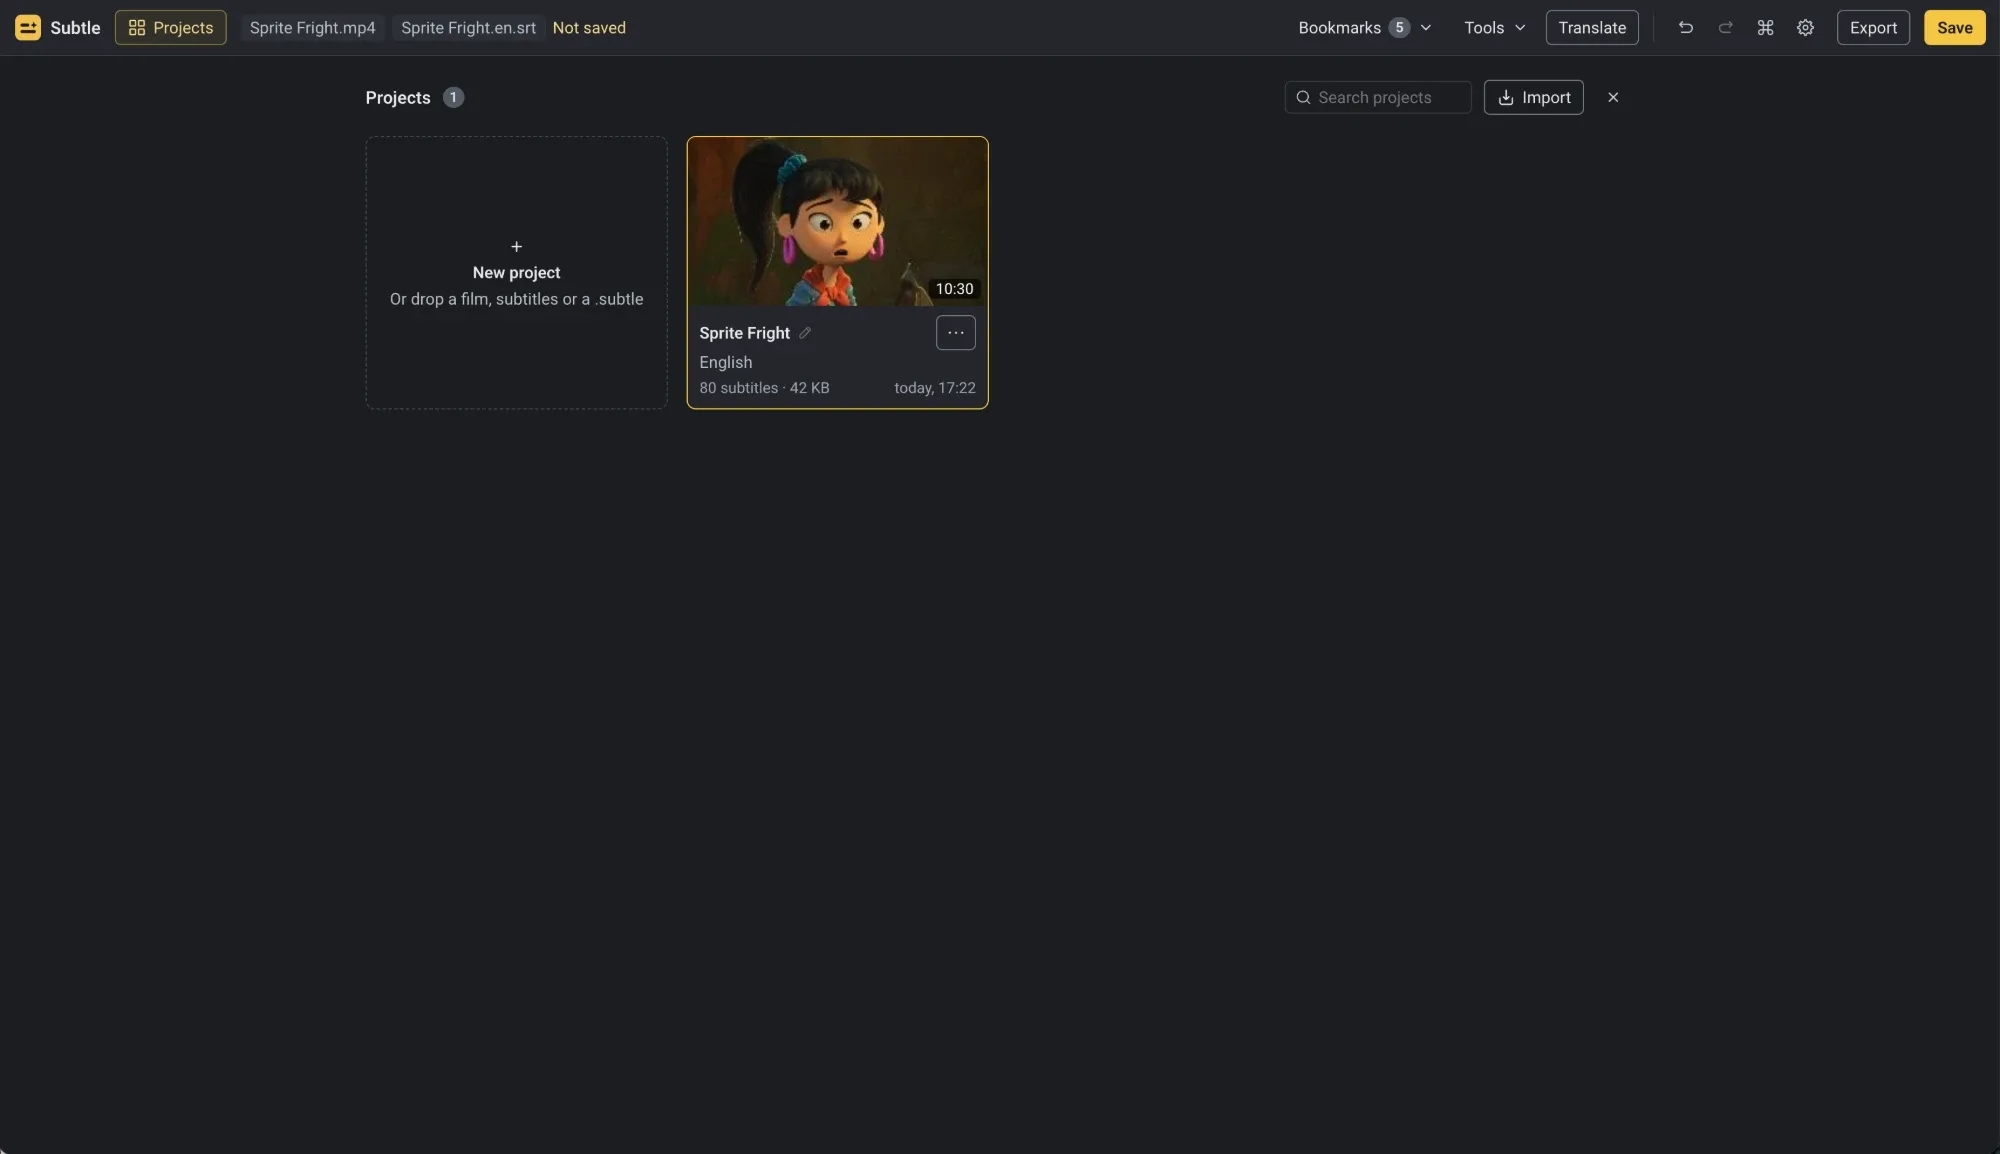 Subtle Projects Sprite Fright.mp4 Sprite Fright.en.srt Not saved Bookmarks 5 Tools Translate Export Save
Projects 1 Search projects Import
New project
Or drop a film, subtitles or a .subtle
10:30
Sprite Fright
English
80 subtitles · 42 KB today, 17:22